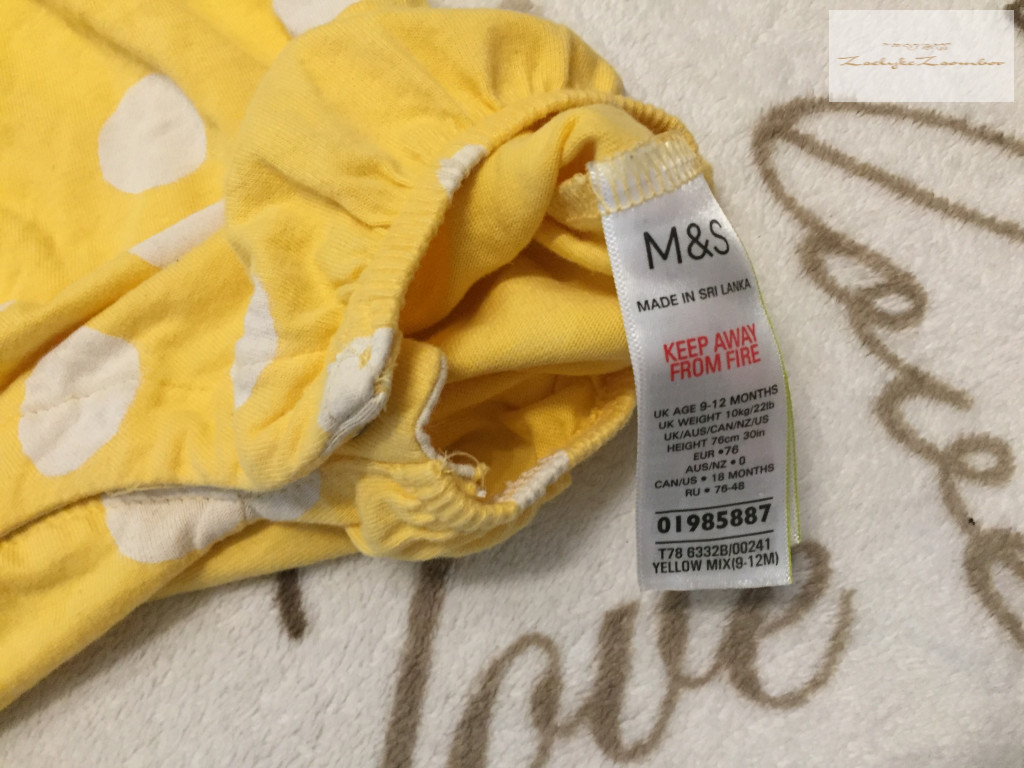 M&S
MADE IN SRI LANKA
KEEP AWAY
FROM FIRE
UK AGE 9-12 MONTHS
UK WEIGHT 10kg/22lb
UK/AUS/CAN/NZ/US
HEIGHT 76cm 30in
EUR •76
AUS/NZ • 0
CAN/US • 18 MONTHS
RU • 76-48
01985887
T78 6332B/00241
YELLOW MIX(9-12M)
love